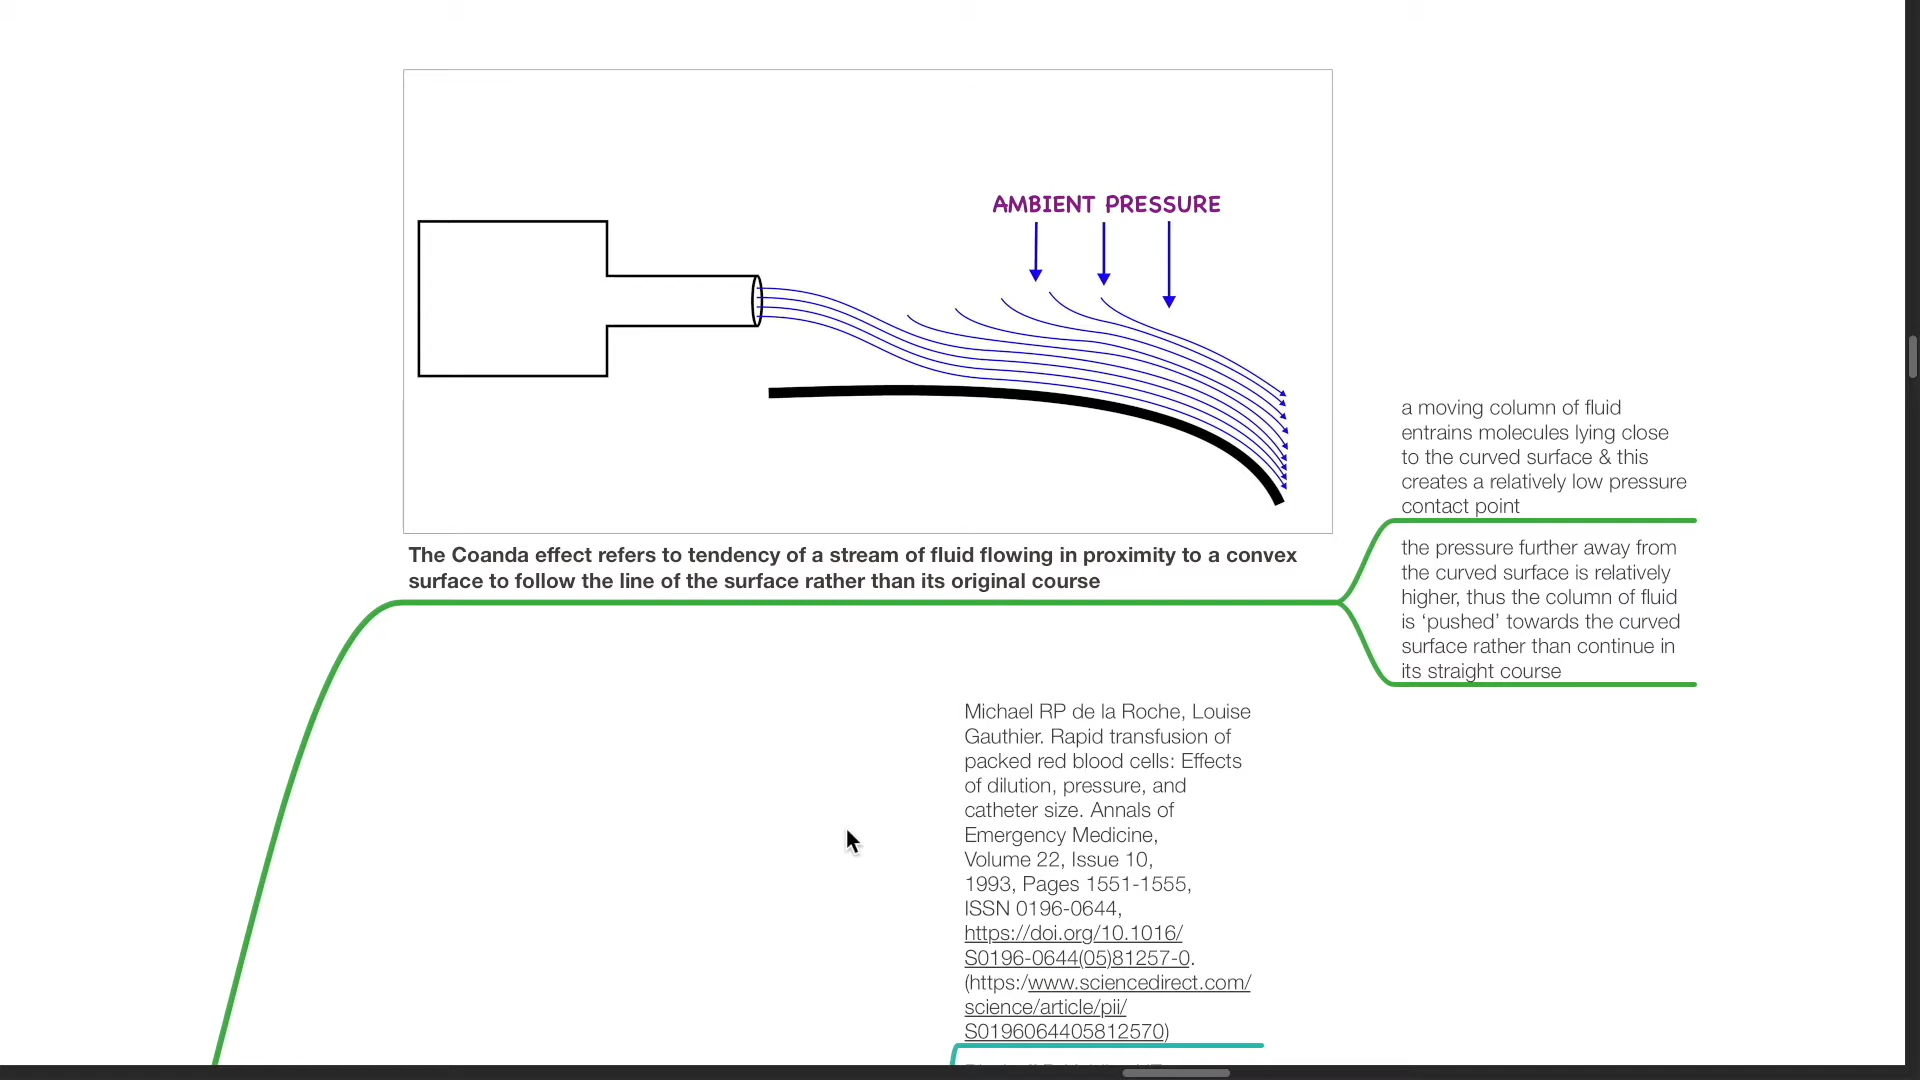 AMBIENT PRESSURE
The Coanda effect refers to tendency of a stream of fluid flowing in proximity to a convex
surface to follow the line of the surface rather than its original course
a moving column of fluid
entrains molecules lying close
to the curved surface & this
creates a relatively low pressure
contact point
the pressure further away from
the curved surface is relatively
higher, thus the column of fluid
is ‘pushed’ towards the curved
surface rather than continue in
its straight course
Michael RP de la Roche, Louise
Gauthier. Rapid transfusion of
packed red blood cells: Effects
of dilution, pressure, and
catheter size. Annals of
Emergency Medicine,
Volume 22, Issue 10,
1993, Pages 1551-1555,
ISSN 0196-0644,
https://doi.org/10.1016/
S0196-0644(05)81257-0.
(https:/www.sciencedirect.com/
science/article/pii/
S0196064405812570)